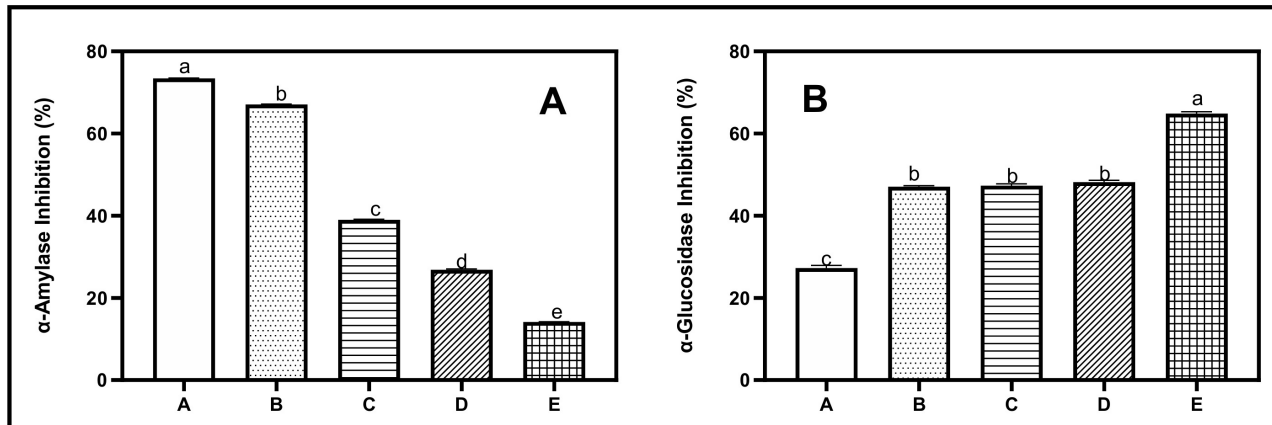 α-Amylase Inhibition (%)
80
60
40
20
0
a
b
c
d
e
A
A B C D E
α-Glucosidase Inhibition (%)
80
60
40
20
0
B
c
b
b
b
a
A B C D E